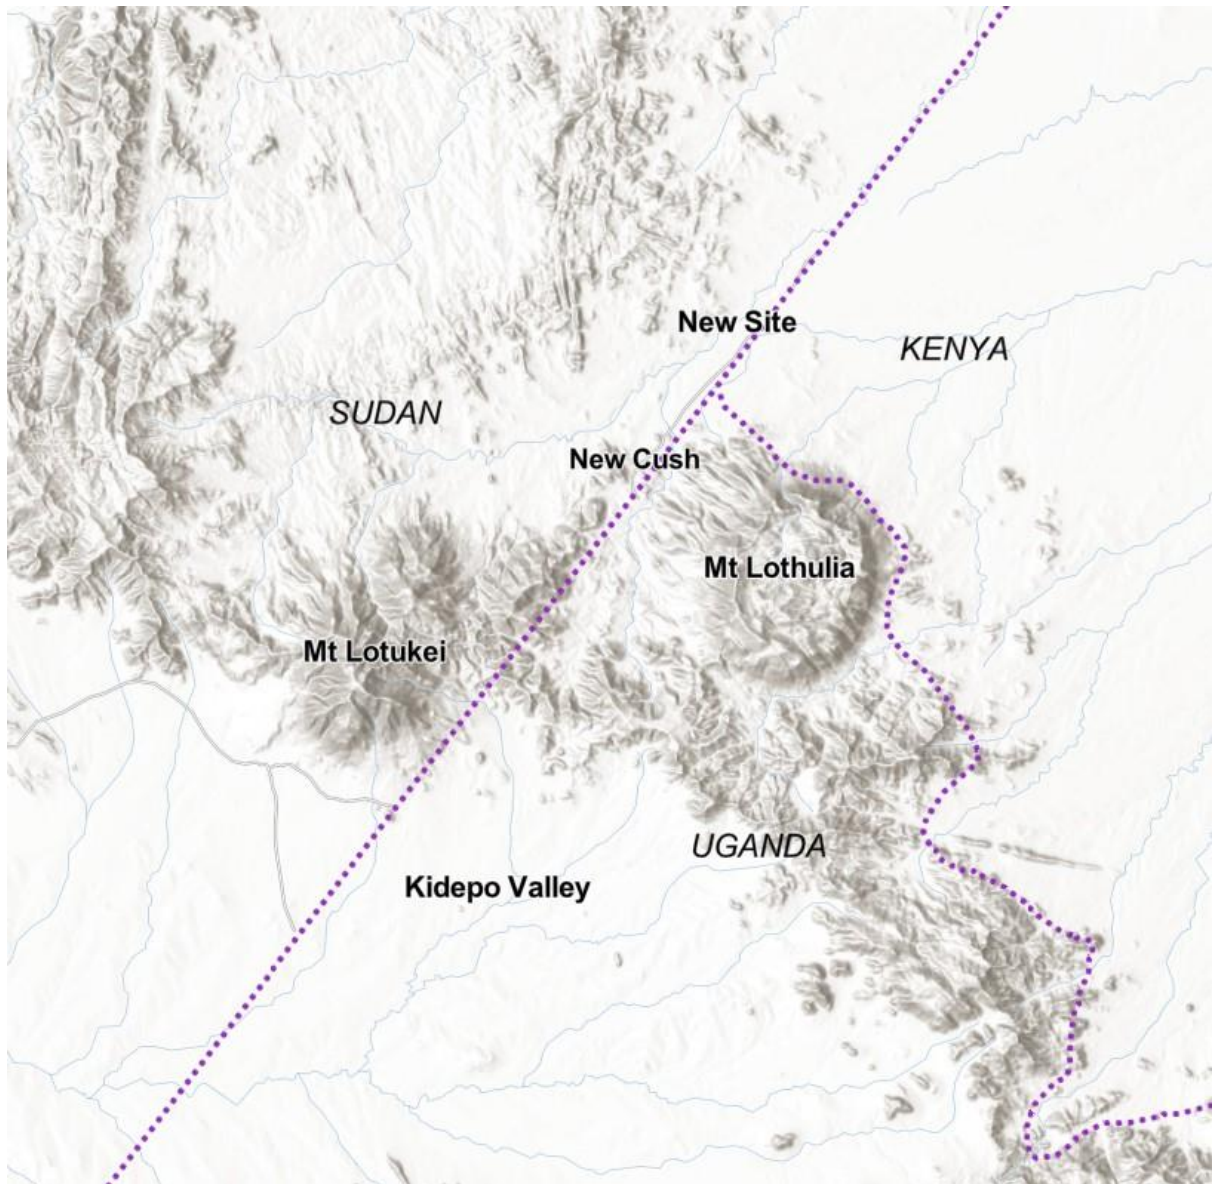 New Site
KENYA
SUDAN
New Cush
Mt Lothulia
Mt Lotukei
UGANDA
Kidepo Valley